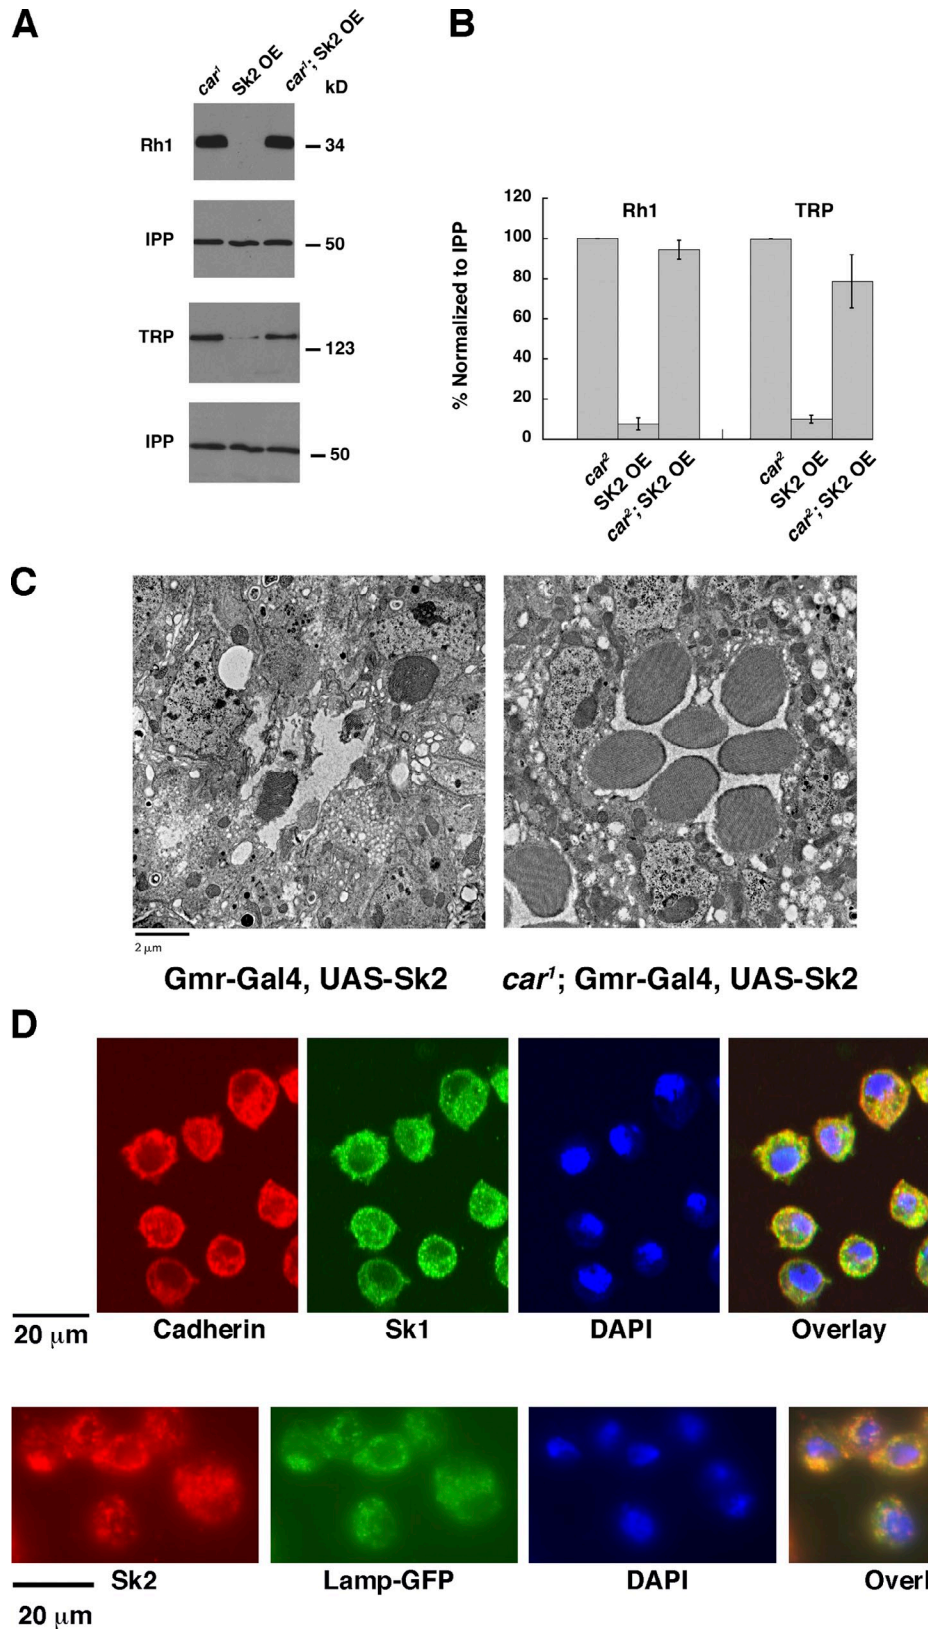 A
car¹
Sk2 OE
car¹; Sk2 OE
kD
Rh1
34
IPP
50
TRP
123
IPP
50
B
% Normalized to IPP
120
100
80
60
40
20
0
Rh1
TRP
car²
SK2 OE
car²; SK2 OE
car²
SK2 OE
car²; SK2 OE
C
2 μm
Gmr-Gal4, UAS-Sk2
car¹; Gmr-Gal4, UAS-Sk2
D
20 μm
Cadherin
Sk1
DAPI
Overlay
20 μm
Sk2
Lamp-GFP
DAPI
Overl